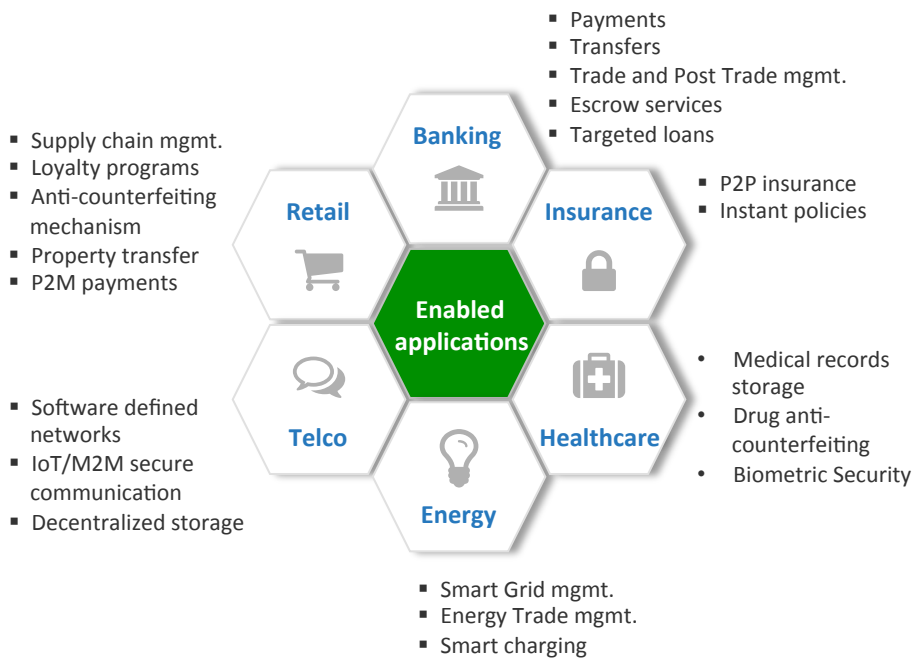 ▪ Payments
▪ Transfers
▪ Trade and Post Trade mgmt.
▪ Escrow services
▪ Targeted loans
Banking
▪ Supply chain mgmt.
▪ Loyalty programs
▪ Anti-counterfeiting
mechanism
▪ Property transfer
▪ P2M payments
Retail
Insurance
▪ P2P insurance
▪ Instant policies
Enabled
applications
▪ Software defined
networks
▪ IoT/M2M secure
communication
▪ Decentralized storage
Telco
Healthcare
• Medical records
storage
• Drug anti-
counterfeiting
• Biometric Security
Energy
▪ Smart Grid mgmt.
▪ Energy Trade mgmt.
▪ Smart charging